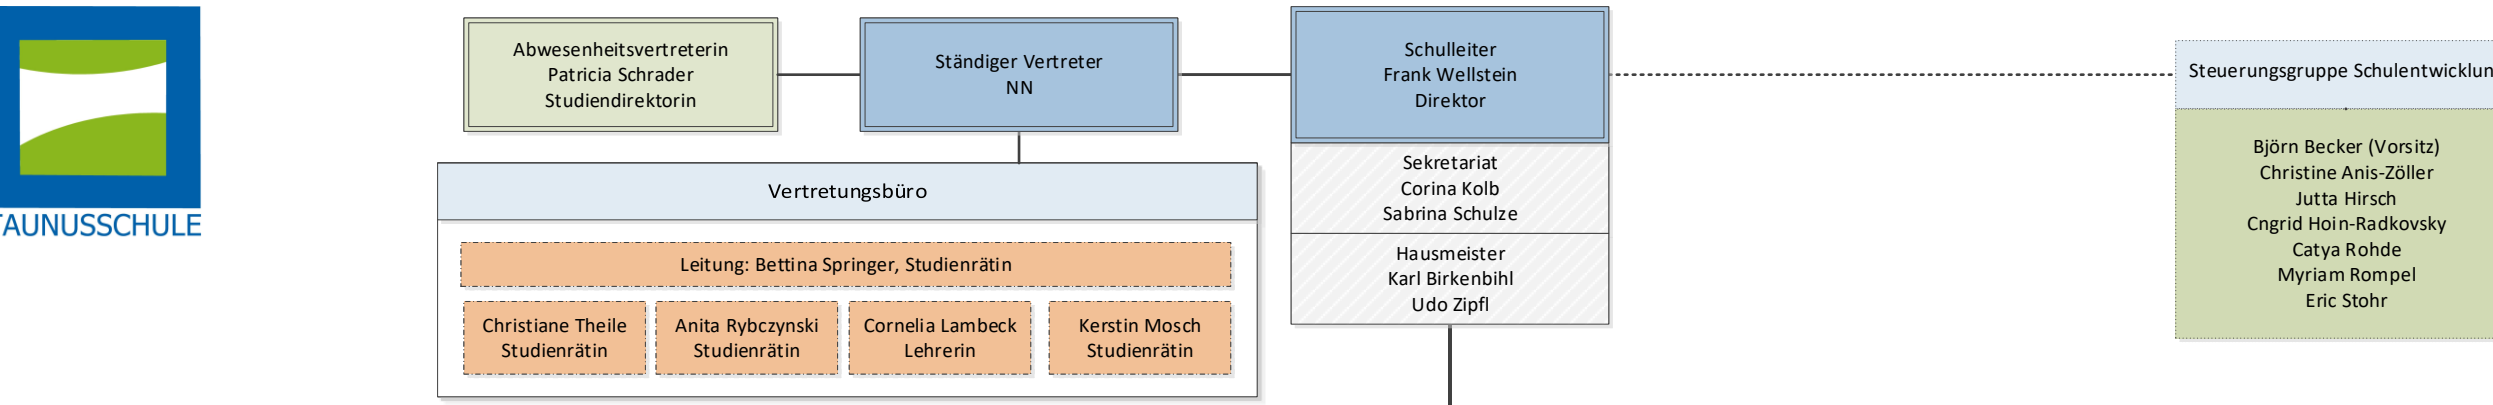 Abwesenheitsvertreterin
Patricia Schrader
Studiendirektorin
Ständiger Vertreter
NN
Schulleiter
Frank Wellstein
Direktor
Sekretariat
Corina Kolb
Sabrina Schulze
Hausmeister
Karl Birkenbihl
Udo Zipfl
Steuerungsgruppe Schulentwicklun
Björn Becker (Vorsitz)
Christine Anis-Zöller
Jutta Hirsch
Cngrid Hoin-Radkovsky
Catya Rohde
Myriam Rompel
Eric Stohr
Vertretungsbüro
Leitung: Bettina Springer, Studienrätin
Christiane Theile
Studienrätin
Anita Rybczynski
Studienrätin
Cornelia Lambeck
Lehrerin
Kerstin Mosch
Studienrätin
TAUNUSSCHULE